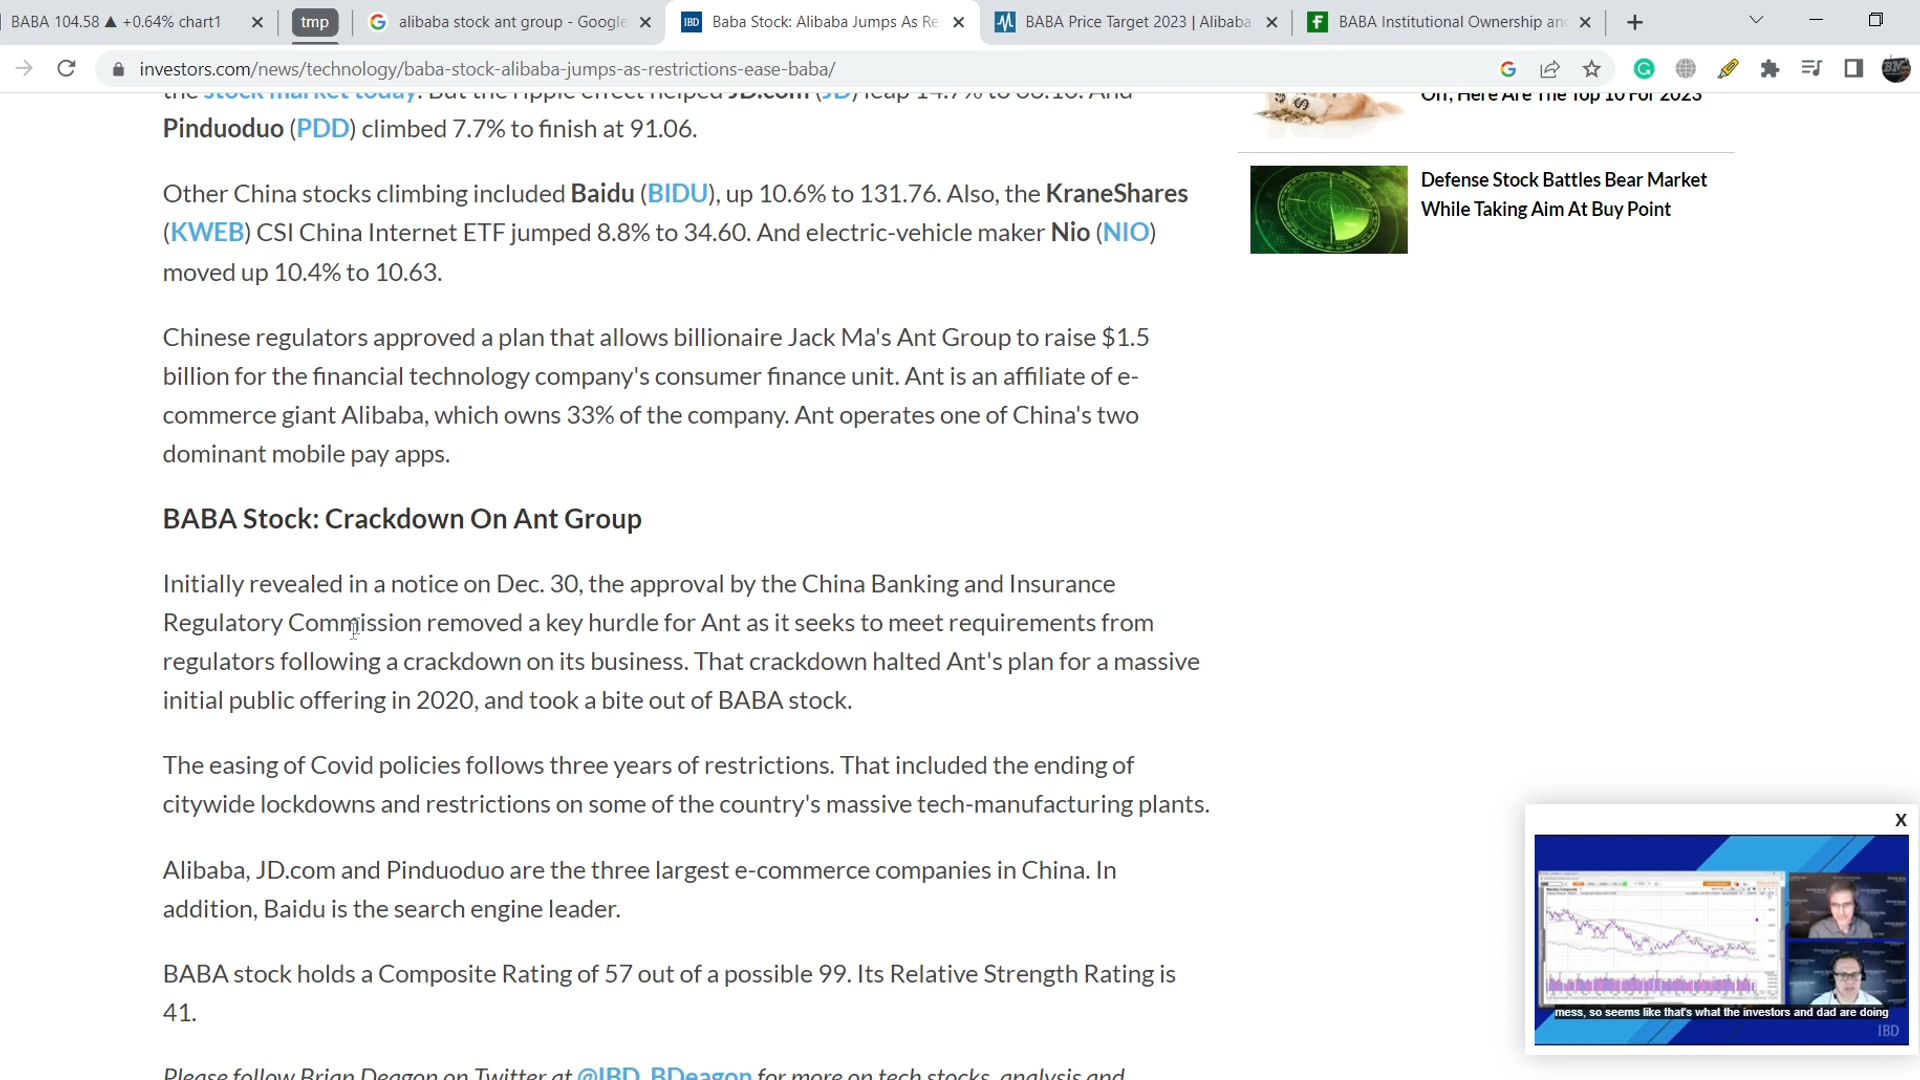 BABA 104.58 ▲ +0.64% chart1
tmp
alibaba stock ant group - Google
IBD Baba Stock: Alibaba Jumps As Re
BABA Price Target 2023 | Alibaba
BABA Institutional Ownership an
investors.com/news/technology/baba-stock-alibaba-jumps-as-restrictions-ease-baba/
the stock market today. But the ripple effect helped JD.com (JD) leap 14.7% to
And
Pinduoduo (PDD) climbed 7.7% to finish at 91.06.
Other China stocks climbing included Baidu (BIDU), up 10.6% to 131.76. Also, the KraneShares
(KWEB) CSI China Internet ETF jumped 8.8% to 34.60. And electric-vehicle maker Nio (NIO)
moved up 10.4% to 10.63.
Chinese regulators approved a plan that allows billionaire Jack Ma's Ant Group to raise $1.5
billion for the financial technology company's consumer finance unit. Ant is an affiliate of e-
commerce giant Alibaba, which owns 33% of the company. Ant operates one of China's two
dominant mobile pay apps.
BABA Stock: Crackdown On Ant Group
Initially revealed in a notice on Dec. 30, the approval by the China Banking and Insurance
Regulatory Commission removed a key hurdle for Ant as it seeks to meet requirements from
regulators following a crackdown on its business. That crackdown halted Ant's plan for a massive
initial public offering in 2020, and took a bite out of BABA stock.
The easing of Covid policies follows three years of restrictions. That included the ending of
citywide lockdowns and restrictions on some of the country's massive tech-manufacturing plants.
Alibaba, JD.com and Pinduoduo are the three largest e-commerce companies in China. In
addition, Baidu is the search engine leader.
BABA stock holds a Composite Rating of 57 out of a possible 99. Its Relative Strength Rating is
41.
Please follow Brian Deagon on Twitter at @IBD_BDeagon for more on tech stocks, analysis and
Off, Here Are The Top 10 For 2023
Defense Stock Battles Bear Market
While Taking Aim At Buy Point
X
mess, so seems like that's what the investors and dad are doing
IBD